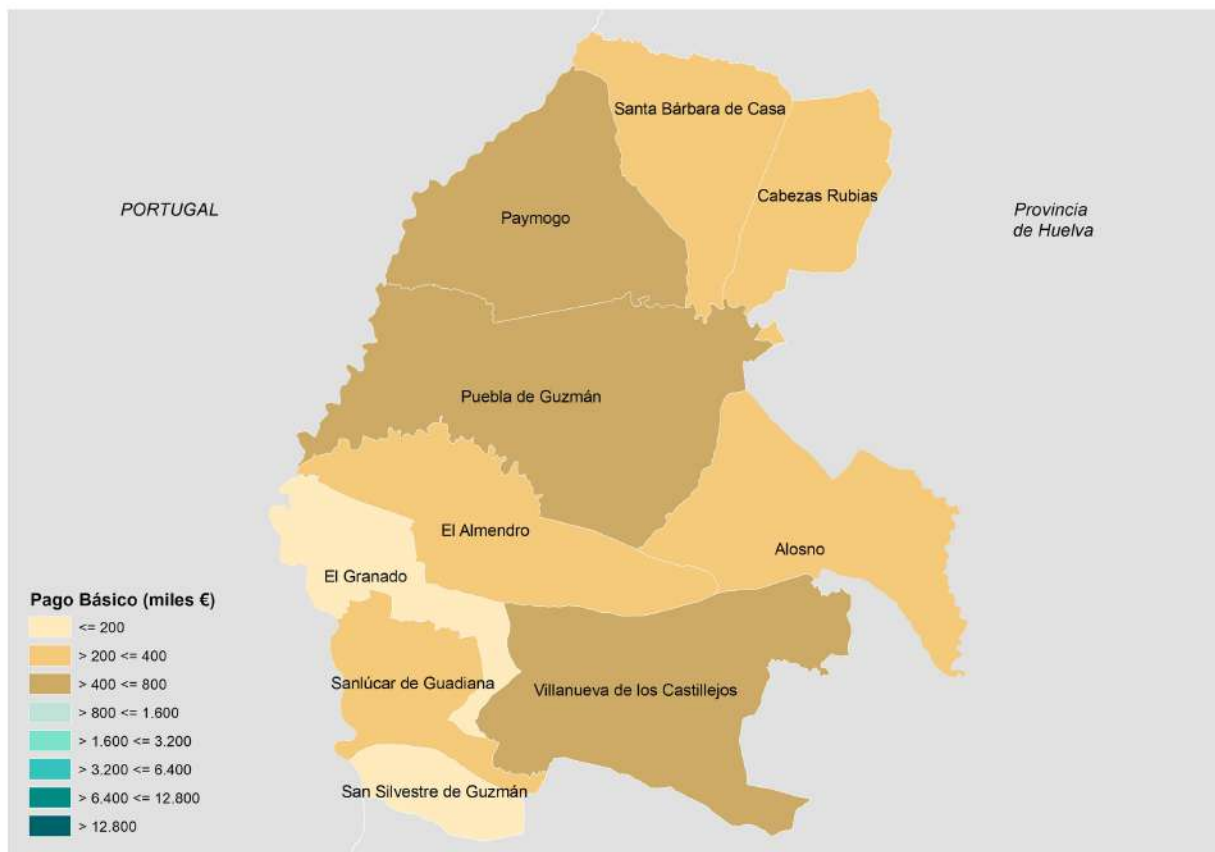 Santa Bárbara de Casa
Cabezas Rubias
PORTUGAL
Paymogo
Provincia
de Huelva
Puebla de Guzmán
El Almendro
Alosno
El Granado
Sanlúcar de Guadiana
Villanueva de los Castillejos
San Silvestre de Guzmán
Pago Básico (miles €)
<= 200
> 200 <= 400
> 400 <= 800
> 800 <= 1.600
> 1.600 <= 3.200
> 3.200 <= 6.400
> 6.400 <= 12.800
> 12.800